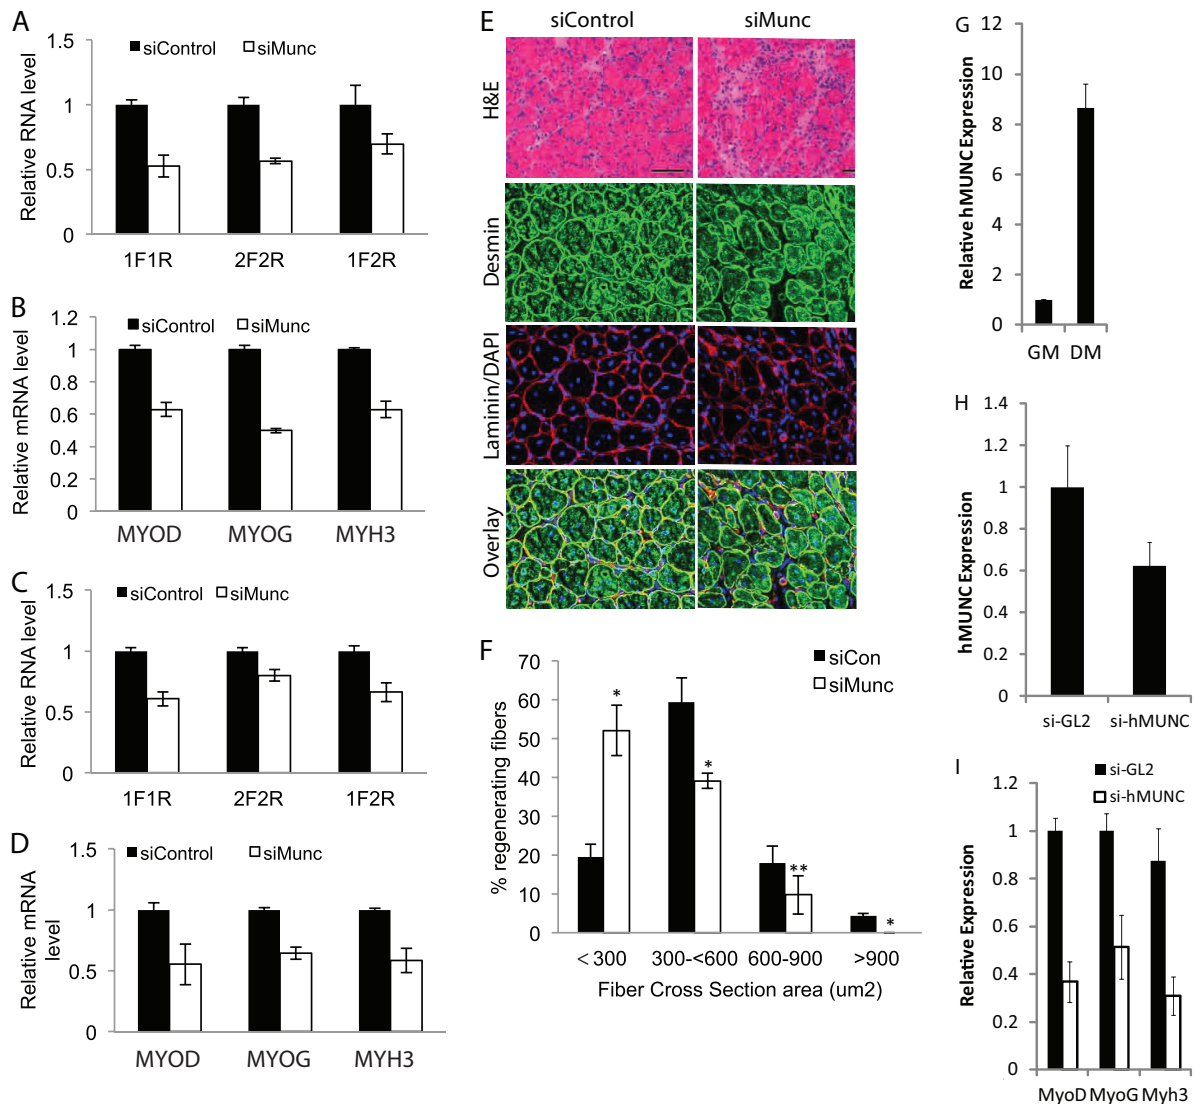 A
1.5
1
0.5
0
Relative RNA level
siControl siMunc
1F1R 2F2R 1F2R
B
1.2
1
0.8
0.6
0.4
0.2
0
Relative mRNA level
siControl siMunc
MYOD MYOG MYH3
C
1.5
1
0.5
0
Relative RNA level
siControl siMunc
1F1R 2F2R 1F2R
D
1.5
1
0.5
0
Relative mRNA
level
siControl siMunc
MYOD MYOG MYH3
E
siControl siMunc
H&E
Desmin
Laminin/DAPI
Overlay
F
70
60
50
40
30
20
10
0
% regenerating fibers
siCon
siMunc
*
*
**
*
< 300 300-<600 600-900 >900
Fiber Cross Section area (um2)
G
12
10
8
6
4
2
0
Relative hMUNC Expression
GM DM
H
1.4
1.2
1
0.8
0.6
0.4
0.2
0
hMUNC Expression
si-GL2 si-hMUNC
I
si-GL2
si-hMUNC
1.2
1
0.8
0.6
0.4
0.2
0
Relative Expression
MyoD MyoG Myh3